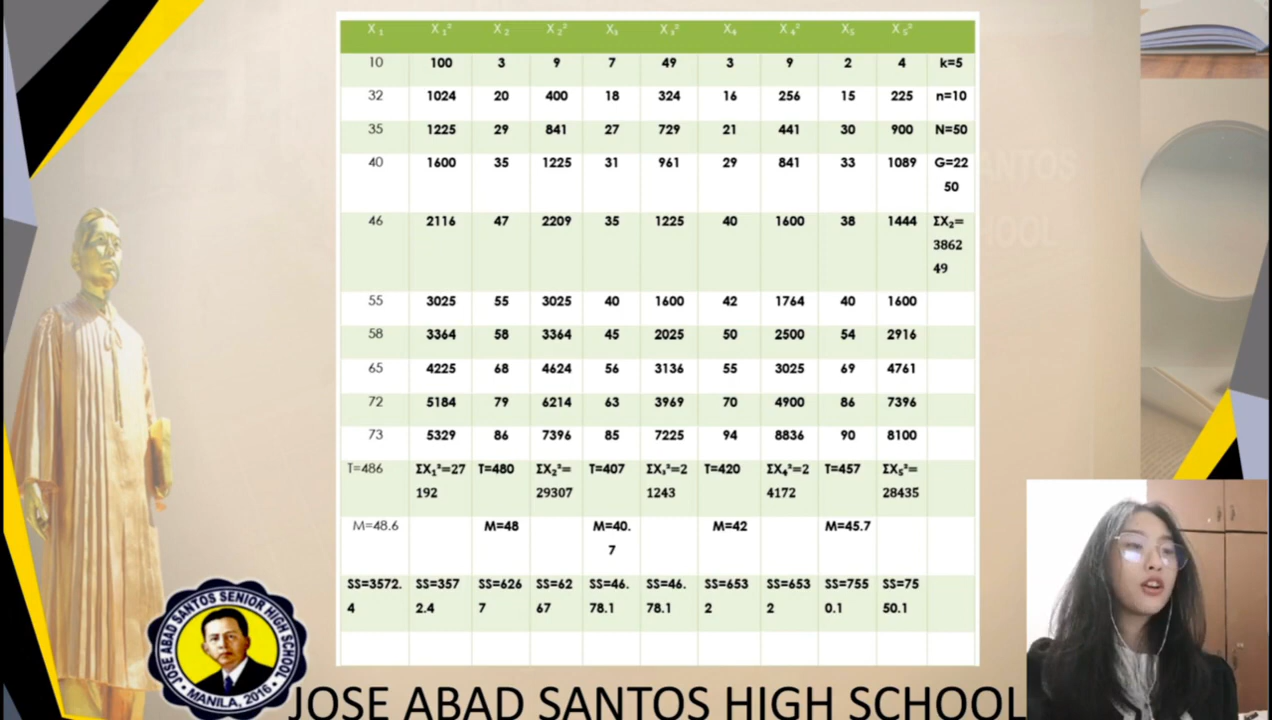 X₁ X₁² X₂ X₂² X₃ X₃² X₄ X₄² X₅ X₅²
10 100 3 9 7 49 3 9 2 4 k=5
32 1024 20 400 18 324 16 256 15 225 n=10
35 1225 29 841 27 729 21 441 30 900 N=50
40 1600 35 1225 31 961 29 841 33 1089 G=22
50
46 2116 47 2209 35 1225 40 1600 38 1444 ΣX₂=
3862
49
55 3025 55 3025 40 1600 42 1764 40 1600
58 3364 58 3364 45 2025 50 2500 54 2916
65 4225 68 4624 56 3136 55 3025 69 4761
72 5184 79 6214 63 3969 70 4900 86 7396
73 5329 86 7396 85 7225 94 8836 90 8100
T=486 ΣX₁²=27 T=480 ΣX₂²= T=407 ΣX₃²=2 T=420 ΣX₄²=2 T=457 ΣX₅²=
192 29307 1243 4172 28435
M=48.6 M=48 M=40. M=42 M=45.7
7
SS=3572. SS=357 SS=626 SS=62 SS=46. SS=46. SS=653 SS=653 SS=755 SS=75
4 2.4 7 67 78.1 78.1 2 2 0.1 50.1
ANTOS
HOOL
JOSE ABAD SANTOS SENIOR HIGH SCHOOL
MANILA, 2016
JOSE ABAD SANTOS HIGH SCHOOL